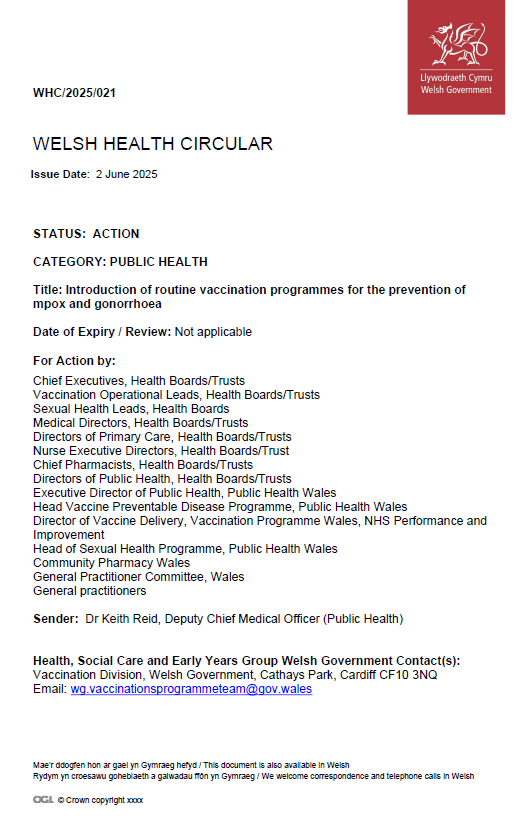 Llywodraeth Cymru
Welsh Government
WHC/2025/021
WELSH HEALTH CIRCULAR
Issue Date: 2 June 2025
STATUS: ACTION
CATEGORY: PUBLIC HEALTH
Title: Introduction of routine vaccination programmes for the prevention of
mpox and gonorrhoea
Date of Expiry / Review: Not applicable
For Action by:
Chief Executives, Health Boards/Trusts
Vaccination Operational Leads, Health Boards/Trusts
Sexual Health Leads, Health Boards
Medical Directors, Health Boards/Trusts
Directors of Primary Care, Health Boards/Trusts
Nurse Executive Directors, Health Boards/Trust
Chief Pharmacists, Health Boards/Trusts
Directors of Public Health, Health Boards/Trusts
Executive Director of Public Health, Public Health Wales
Head Vaccine Preventable Disease Programme, Public Health Wales
Director of Vaccine Delivery, Vaccination Programme Wales, NHS Performance and
Improvement
Head of Sexual Health Programme, Public Health Wales
Community Pharmacy Wales
General Practitioner Committee, Wales
General practitioners
Sender: Dr Keith Reid, Deputy Chief Medical Officer (Public Health)
Health, Social Care and Early Years Group Welsh Government Contact(s):
Vaccination Division, Welsh Government, Cathays Park, Cardiff CF10 3NQ
Email: wg.vaccinationsprogrammeteam@gov.wales
Mae'r ddogfen hon ar gael yn Gymraeg hefyd / This document is also available in Welsh
Rydym yn croesawu gohebiaeth a galwadau ffôn yn Gymraeg / We welcome correspondence and telephone calls in Welsh
OGL © Crown copyright xxxx